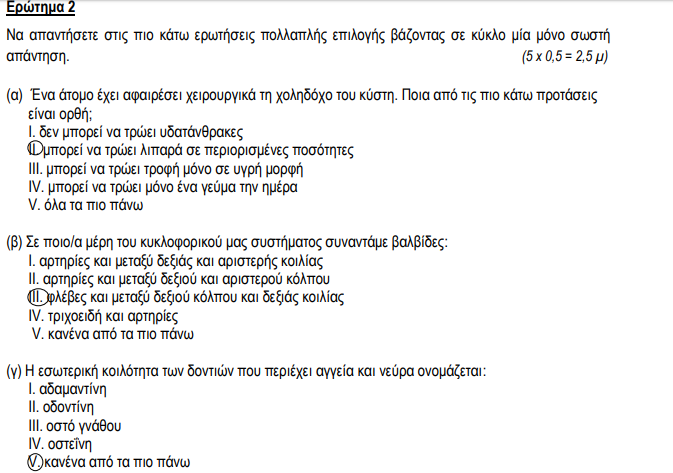 Ερώτημα 2
Να απαντήσετε στις πιο κάτω ερωτήσεις πολλαπλής επιλογής βάζοντας σε κύκλο μία μόνο σωστή
απάντηση. (5 x 0,5 = 2,5 μ)
(α) Ένα άτομο έχει αφαιρέσει χειρουργικά τη χοληδόχο του κύστη. Ποια από τις πιο κάτω προτάσεις
είναι ορθή;
I. δεν μπορεί να τρώει υδατάνθρακες
II. μπορεί να τρώει λιπαρά σε περιορισμένες ποσότητες
III. μπορεί να τρώει τροφή μόνο σε υγρή μορφή
IV. μπορεί να τρώει μόνο ένα γεύμα την ημέρα
V. όλα τα πιο πάνω
(β) Σε ποιο/α μέρη του κυκλοφορικού μας συστήματος συναντάμε βαλβίδες:
I. αρτηρίες και μεταξύ δεξιάς και αριστερής κοιλίας
II. αρτηρίες και μεταξύ δεξιού και αριστερού κόλπου
III. φλέβες και μεταξύ δεξιού κόλπου και δεξιάς κοιλίας
IV. τριχοειδή και αρτηρίες
V. κανένα από τα πιο πάνω
(γ) Η εσωτερική κοιλότητα των δοντιών που περιέχει αγγεία και νεύρα ονομάζεται:
I. αδαμαντίνη
II. οδοντίνη
III. οστό γνάθου
IV. οστεΐνη
V. κανένα από τα πιο πάνω